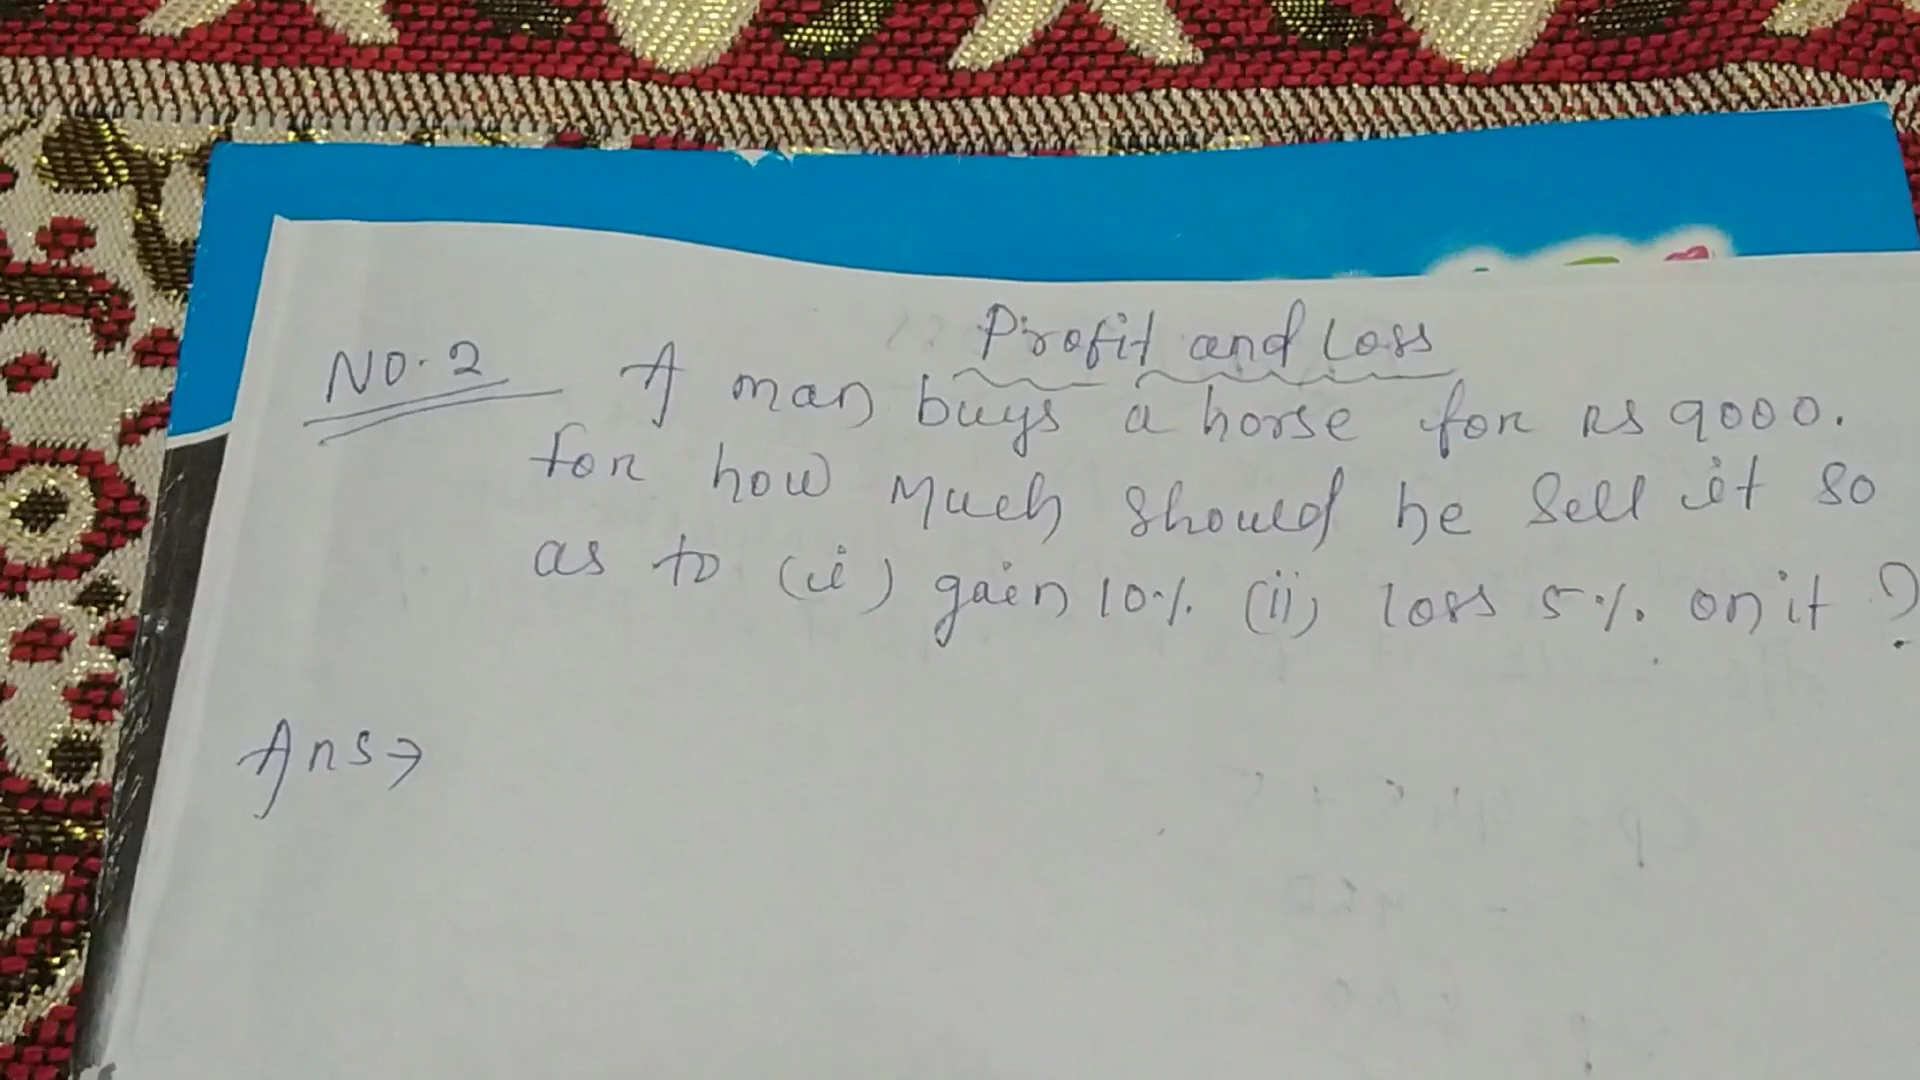 Profit and Loss
NO.2 A man buys a horse for Rs 9000.
for how Much should he sell it so
as to (i) gain 10% (ii) loss 5% on it ?
Ans→